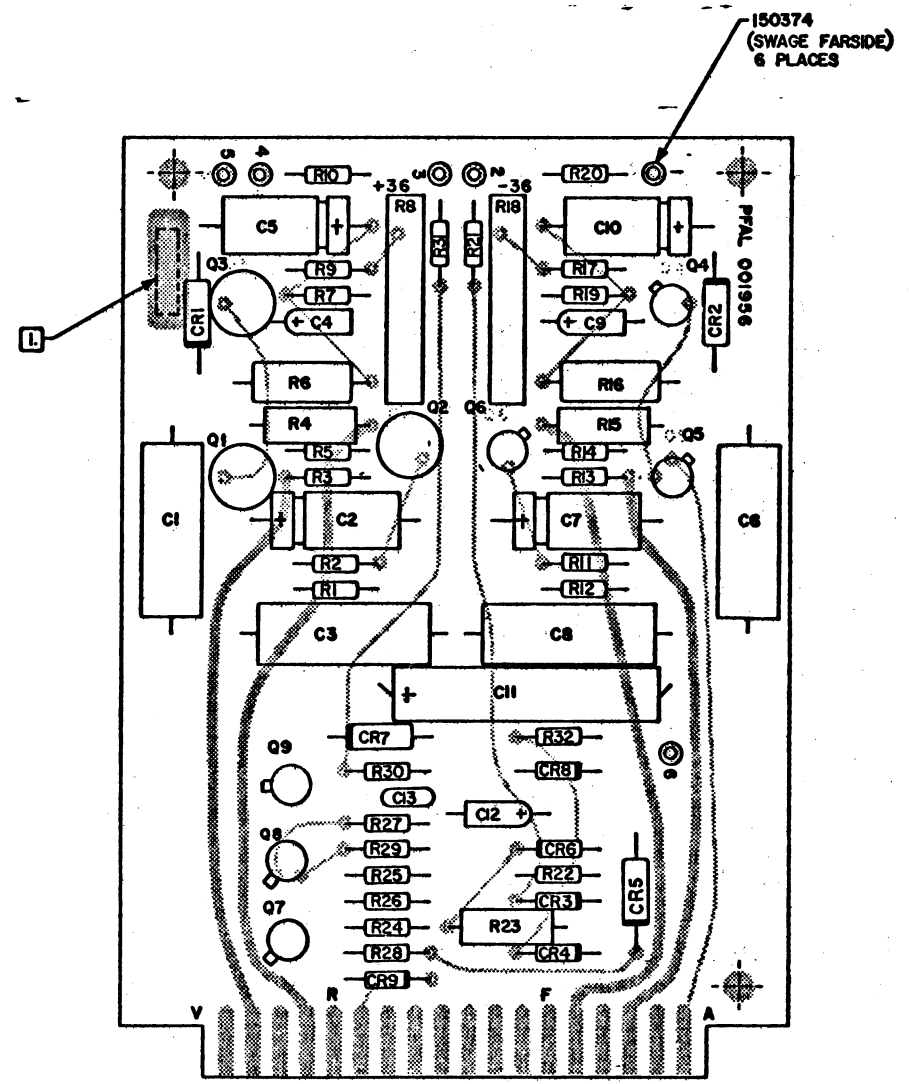 150374
(SWAGE FARSIDE)
6 PLACES
5
4
R10
3
2
R20
+36
-36
R8
R18
C5
R31
R21
C10
PFAL 001956
Q3
R9
R17
Q4
R7
R19
CR1
C4
C9
CR2
1.
R6
R16
Q2
Q6
R4
R15
Q1
R5
R14
Q5
R3
R13
C1
C2
C7
C6
R2
R11
R1
R12
C3
C8
C11
CR7
R32
Q9
R30
CR8
6
C13
C12
R27
Q8
R29
CR6
R25
R22
CR5
R26
CR3
Q7
R24
R23
R28
CR4
CR9
R
F
V
A